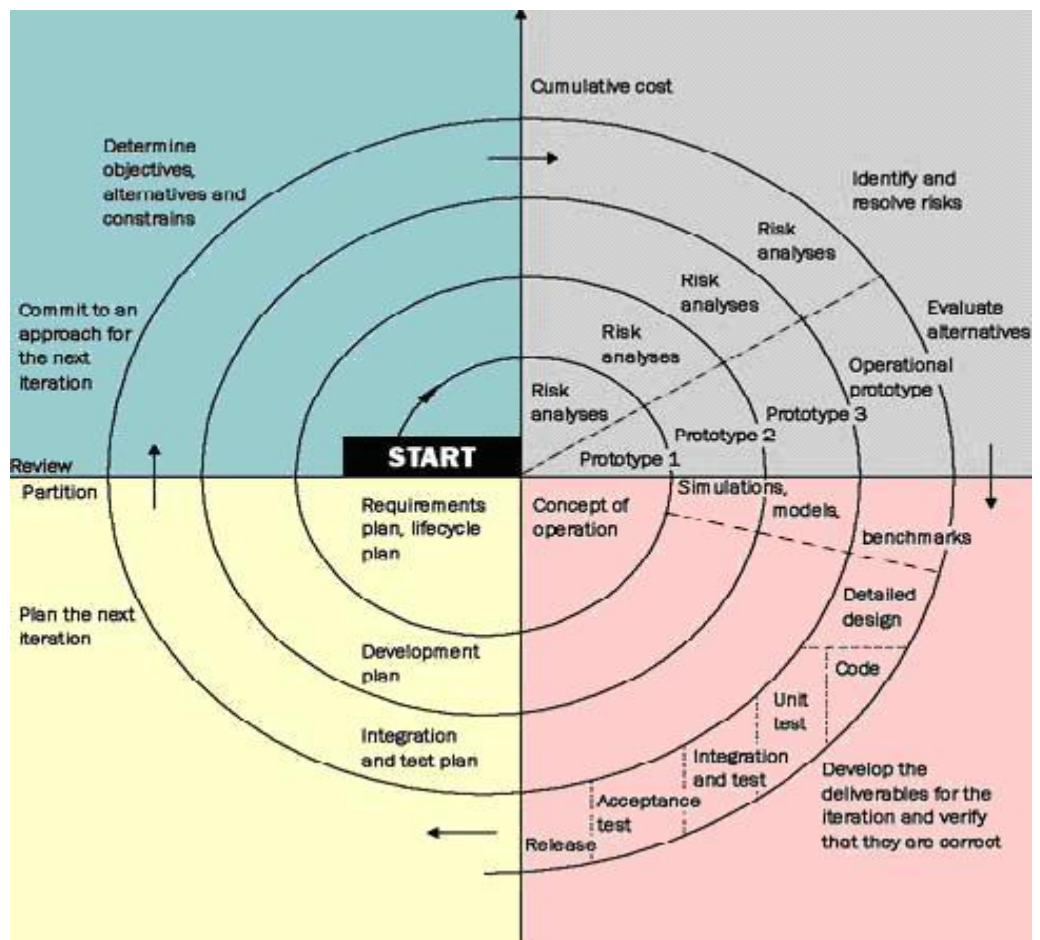 Cumulative cost
Determine
objectives,
alternatives and
constrains
Identify and
resolve risks
Risk
analyses
Risk
analyses
Risk
analyses
Risk
analyses
Commit to an
approach for
the next
iteration
Evaluate
alternatives
Operational
prototype
Prototype 3
Prototype 2
Prototype 1
START
Review
Partition
Requirements
plan, lifecycle
plan
Concept of
operation
Simulations,
models,
benchmarks
Detailed
design
Code
Unit
test
Integration
and test
Acceptance
test
Release
Plan the next
iteration
Development
plan
Integration
and test plan
Develop the
deliverables for the
iteration and verify
that they are correct